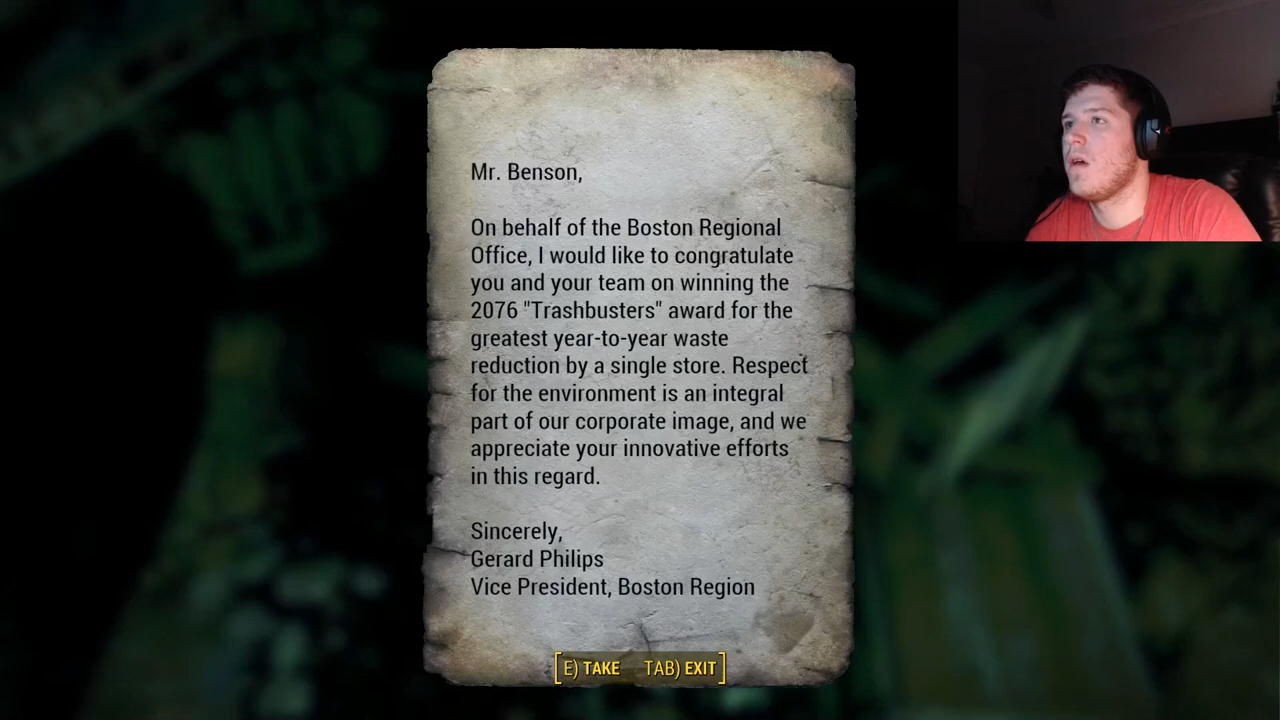 Mr. Benson,
On behalf of the Boston Regional
Office, I would like to congratulate
you and your team on winning the
2076 "Trashbusters" award for the
greatest year-to-year waste
reduction by a single store. Respect
for the environment is an integral
part of our corporate image, and we
appreciate your innovative efforts
in this regard.
Sincerely,
Gerard Philips
Vice President, Boston Region
E) TAKE TAB) EXIT